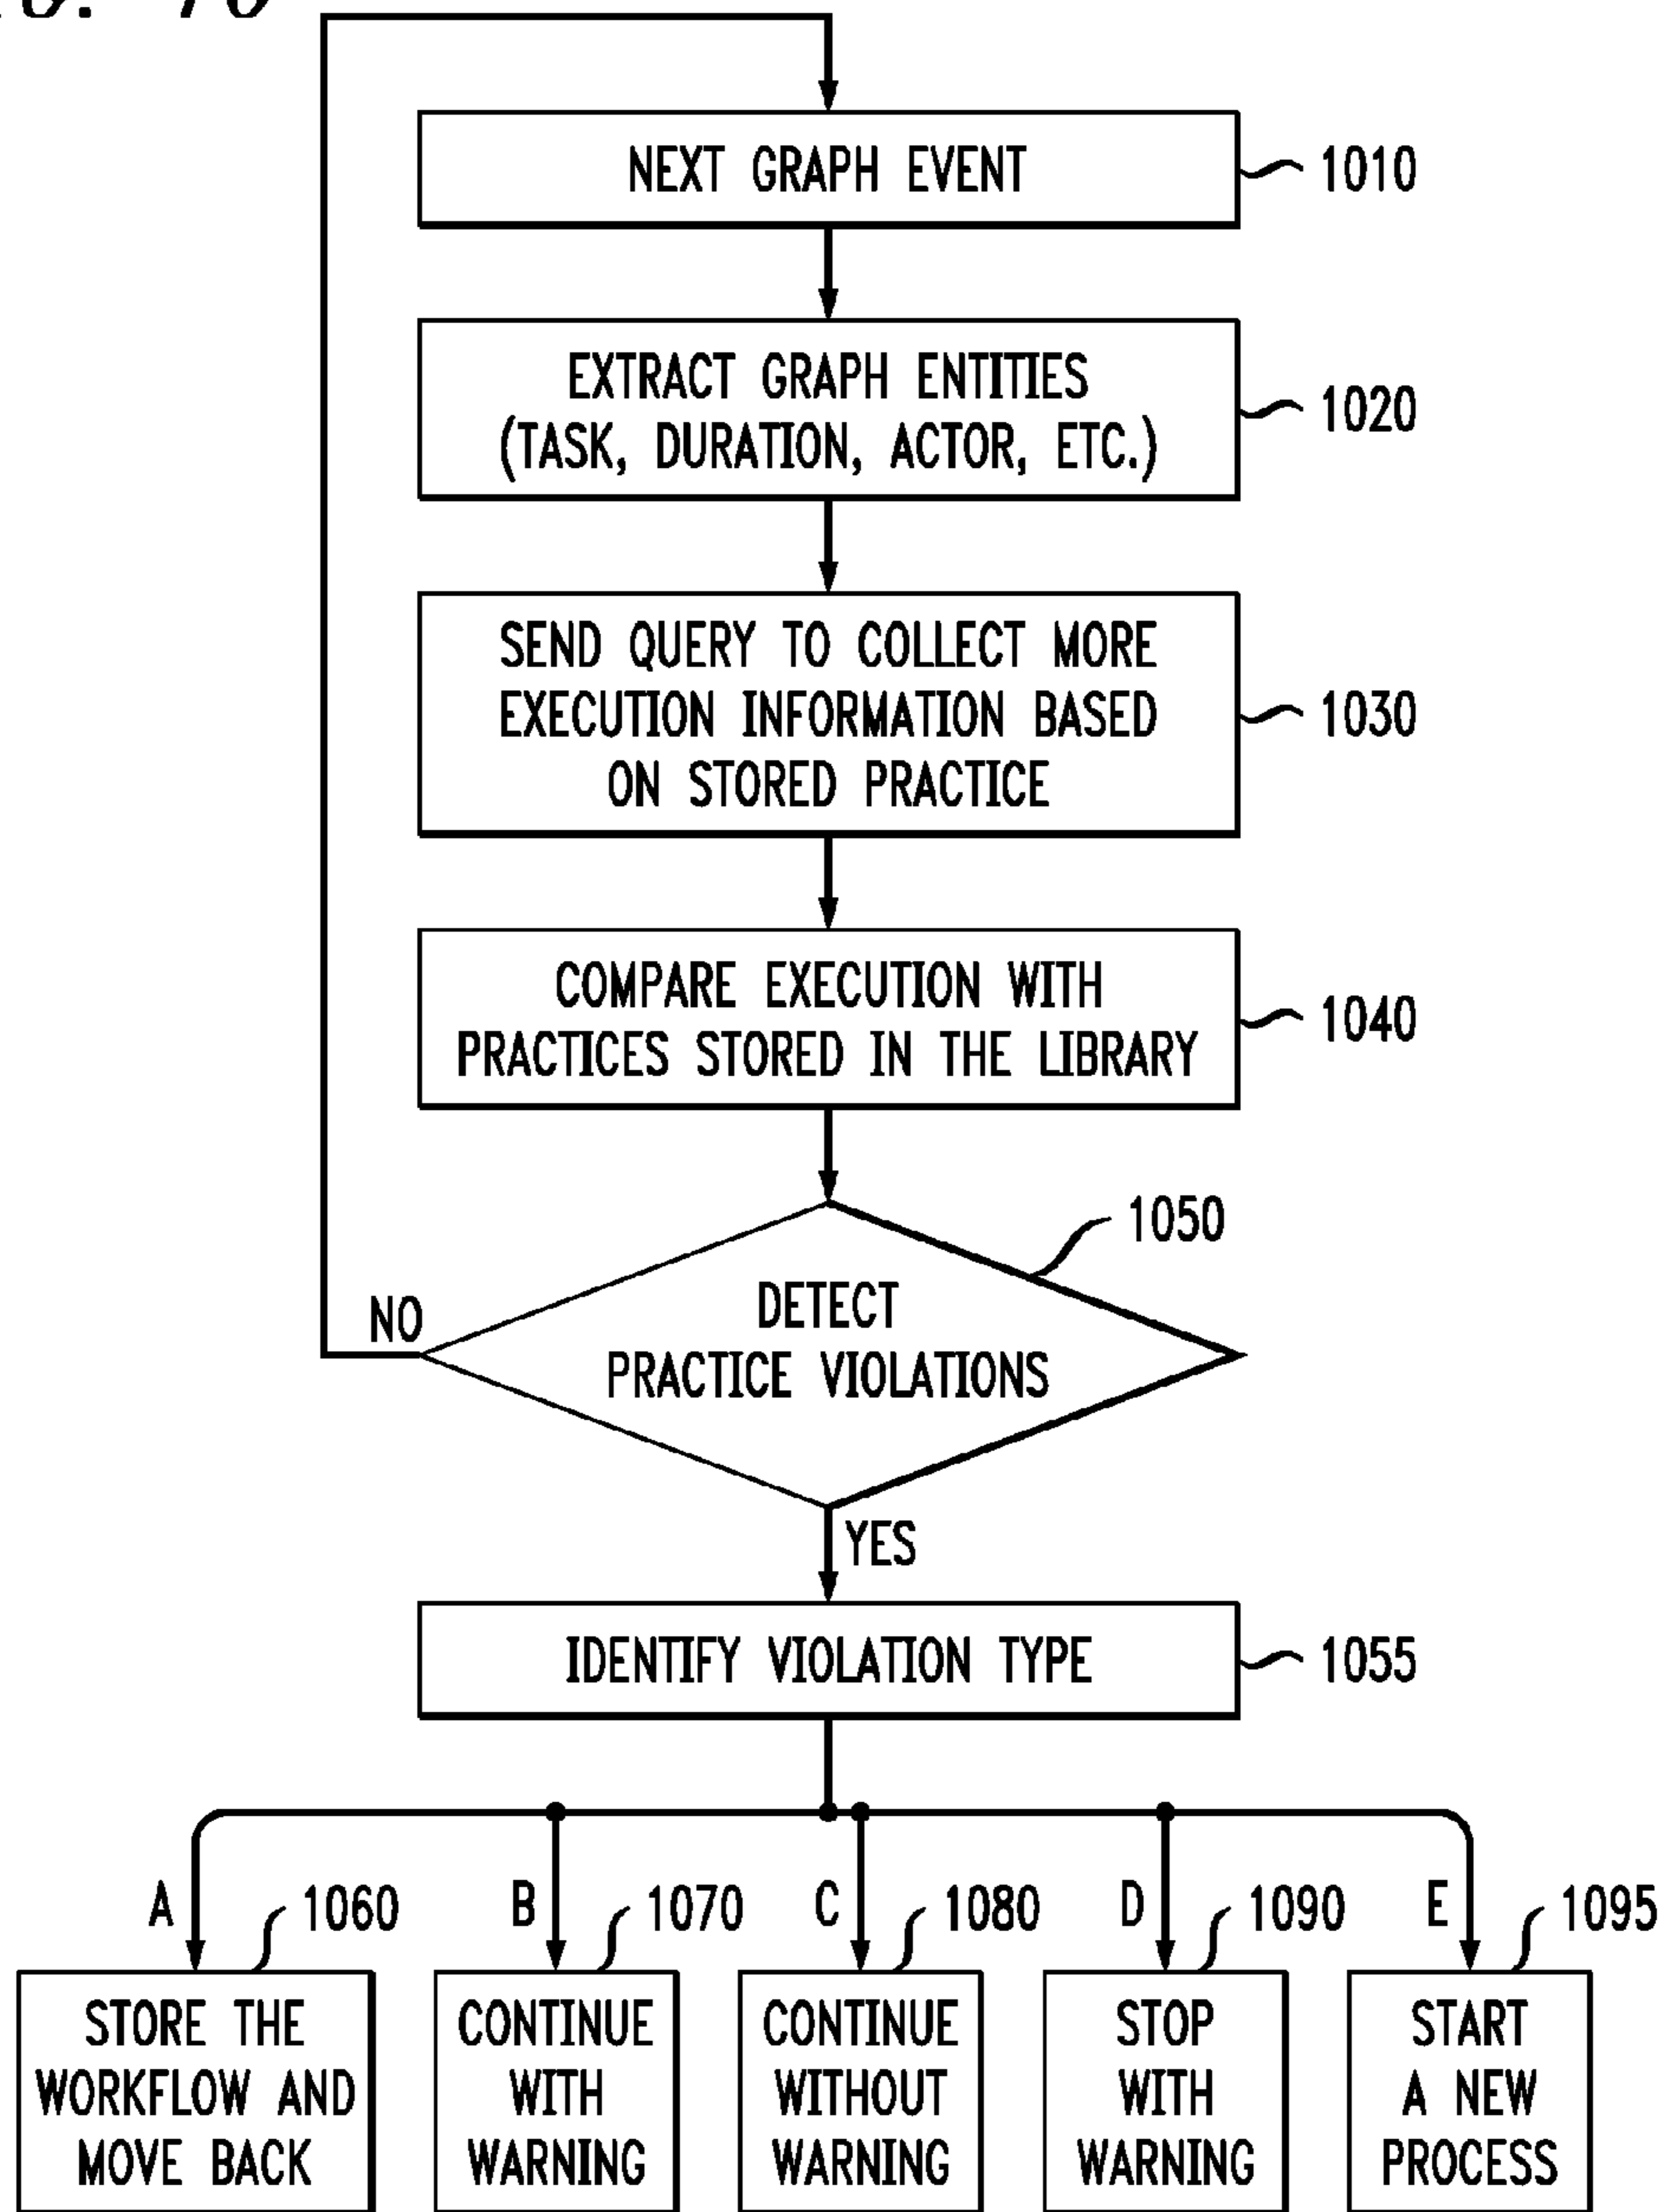 NEXT GRAPH EVENT
1010
EXTRACT GRAPH ENTITIES
(TASK, DURATION, ACTOR, ETC.)
1020
SEND QUERY TO COLLECT MORE
EXECUTION INFORMATION BASED
ON STORED PRACTICE
1030
COMPARE EXECUTION WITH
PRACTICES STORED IN THE LIBRARY
1040
1050
DETECT
PRACTICE VIOLATIONS
NO
YES
IDENTIFY VIOLATION TYPE
1055
A
1060
STORE THE
WORKFLOW AND
MOVE BACK
B
1070
CONTINUE
WITH
WARNING
C
1080
CONTINUE
WITHOUT
WARNING
D
1090
STOP
WITH
WARNING
E
1095
START
A NEW
PROCESS